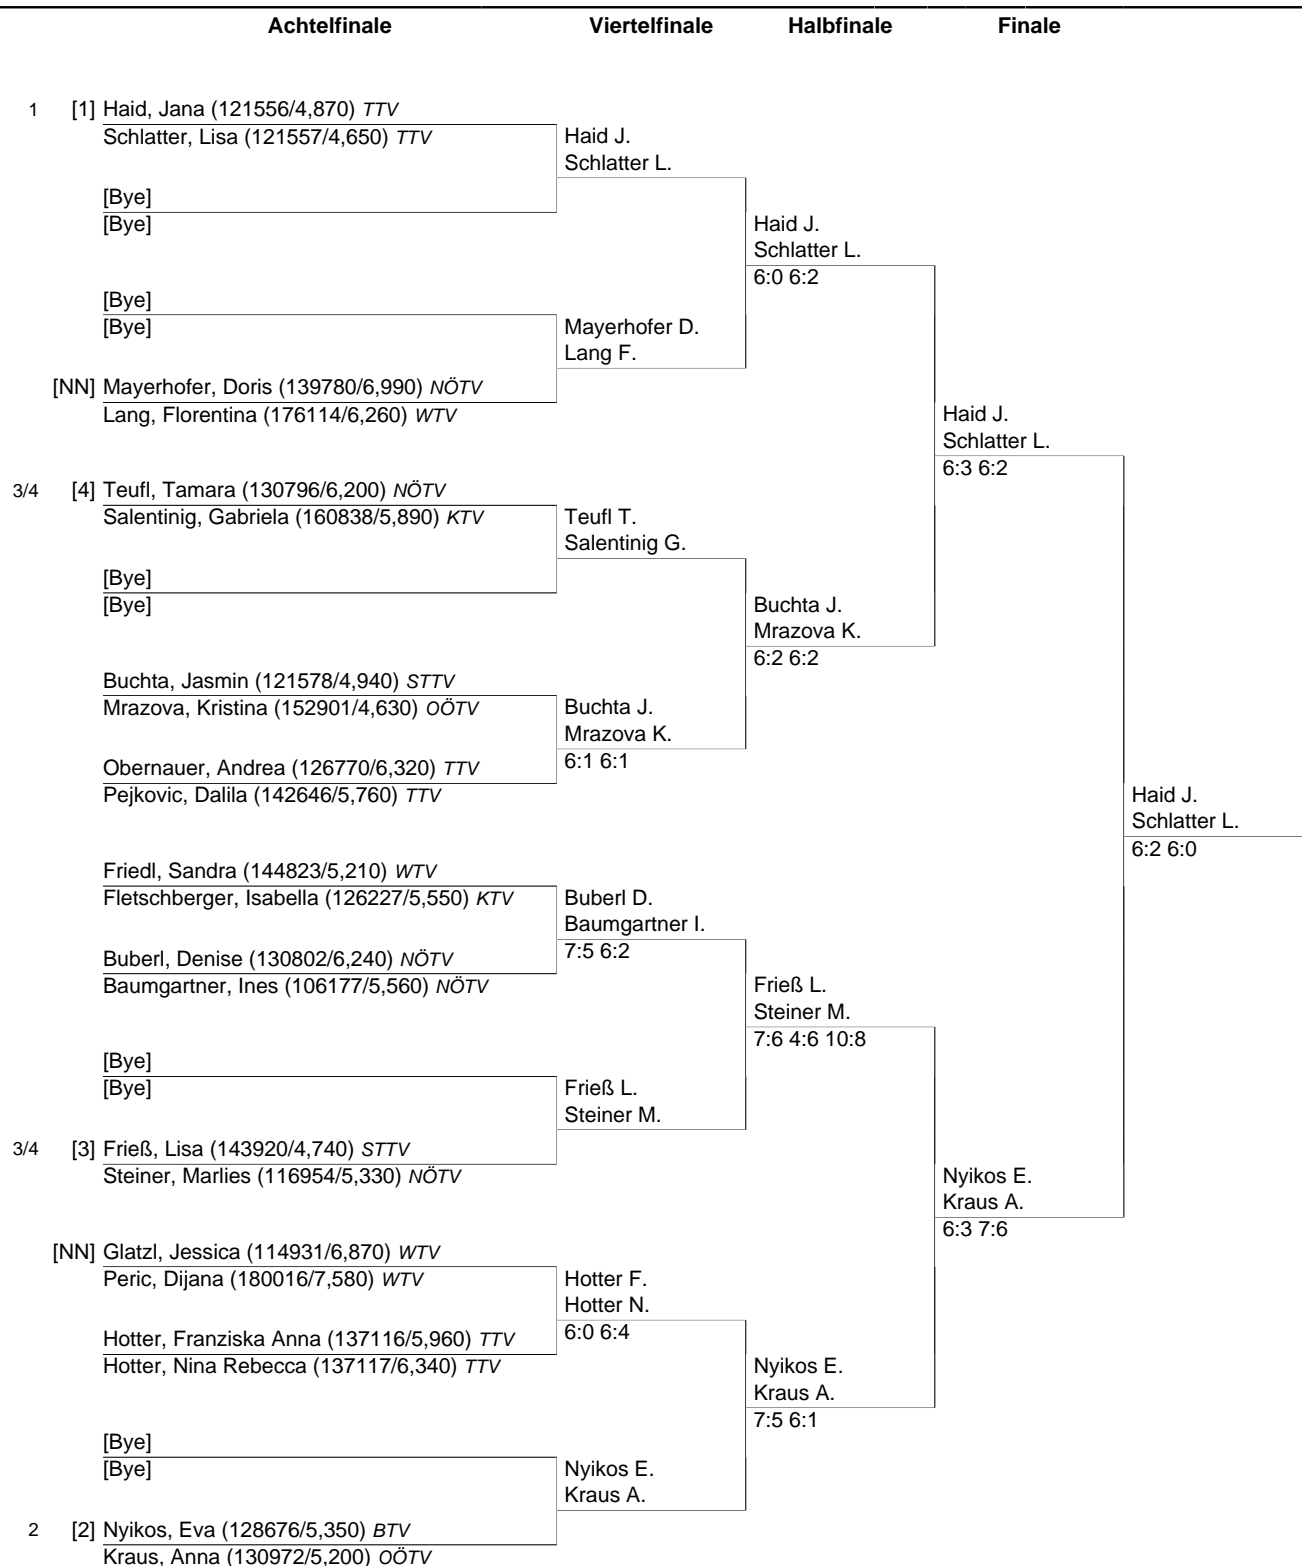 Achtelfinale Viertelfinale Halbfinale Finale
1 [1] Haid, Jana (121556/4,870) TTV
Schlatter, Lisa (121557/4,650) TTV Haid J.
Schlatter L.
[Bye]
[Bye] Haid J.
Schlatter L.
6:0 6:2
[Bye]
[Bye] Mayerhofer D.
Lang F.
[NN] Mayerhofer, Doris (139780/6,990) NÖTV
Lang, Florentina (176114/6,260) WTV Haid J.
Schlatter L.
6:3 6:2
3/4 [4] Teufl, Tamara (130796/6,200) NÖTV
Salentinig, Gabriela (160838/5,890) KTV Teufl T.
Salentinig G.
[Bye]
[Bye] Buchta J.
Mrazova K.
6:2 6:2
Buchta, Jasmin (121578/4,940) STTV
Mrazova, Kristina (152901/4,630) OÖTV Buchta J.
Mrazova K.
6:1 6:1
Obernauer, Andrea (126770/6,320) TTV
Pejkovic, Dalila (142646/5,760) TTV Haid J.
Schlatter L.
6:2 6:0
Friedl, Sandra (144823/5,210) WTV
Fletschberger, Isabella (126227/5,550) KTV Buberl D.
Baumgartner I.
7:5 6:2
Buberl, Denise (130802/6,240) NÖTV
Baumgartner, Ines (106177/5,560) NÖTV Frieß L.
Steiner M.
7:6 4:6 10:8
[Bye]
[Bye] Frieß L.
Steiner M.
3/4 [3] Frieß, Lisa (143920/4,740) STTV
Steiner, Marlies (116954/5,330) NÖTV Nyikos E.
Kraus A.
6:3 7:6
[NN] Glatzl, Jessica (114931/6,870) WTV
Peric, Dijana (180016/7,580) WTV Hotter F.
Hotter N.
6:0 6:4
Hotter, Franziska Anna (137116/5,960) TTV
Hotter, Nina Rebecca (137117/6,340) TTV Nyikos E.
Kraus A.
7:5 6:1
[Bye]
[Bye] Nyikos E.
Kraus A.
2 [2] Nyikos, Eva (128676/5,350) BTV
Kraus, Anna (130972/5,200) OÖTV